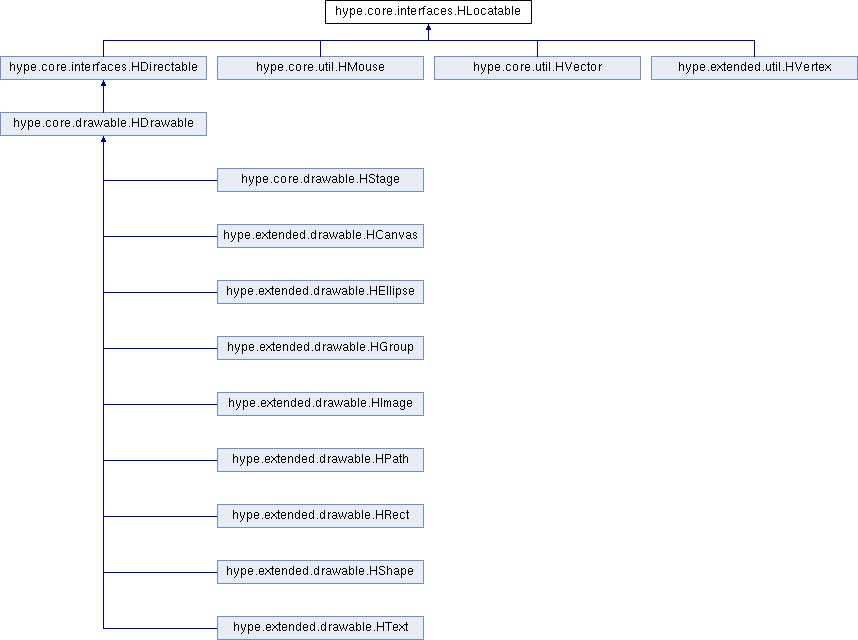 hype.core.interfaces.HLocatable
hype.core.interfaces.HDirectable
hype.core.util.HMouse
hype.core.util.HVector
hype.extended.util.HVertex
hype.core.drawable.HDrawable
hype.core.drawable.HStage
hype.extended.drawable.HCanvas
hype.extended.drawable.HEllipse
hype.extended.drawable.HGroup
hype.extended.drawable.HImage
hype.extended.drawable.HPath
hype.extended.drawable.HRect
hype.extended.drawable.HShape
hype.extended.drawable.HText